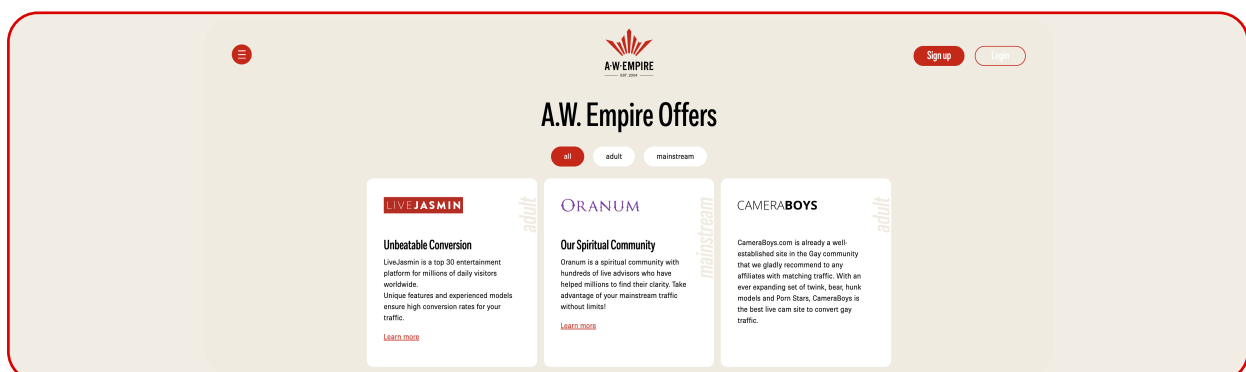 A·W·EMPIRE
EST. 2004
Sign up
Login
A.W. Empire Offers
all
adult
mainstream
LIVEJASMIN
adult
Unbeatable Conversion
LiveJasmin is a top 30 entertainment
platform for millions of daily visitors
worldwide.
Unique features and experienced models
ensure high conversion rates for your
traffic.
Learn more
ORANUM
mainstream
Our Spiritual Community
Oranum is a spiritual community with
hundreds of live advisors who have
helped millions to find their clarity. Take
advantage of your mainstream traffic
without limits!
Learn more
CAMERABOYS
adult
CameraBoys.com is already a well-
established site in the Gay community
that we gladly recommend to any
affiliates with matching traffic. With an
ever expanding set of twink, bear, hunk
models and Porn Stars, CameraBoys is
the best live cam site to convert gay
traffic.